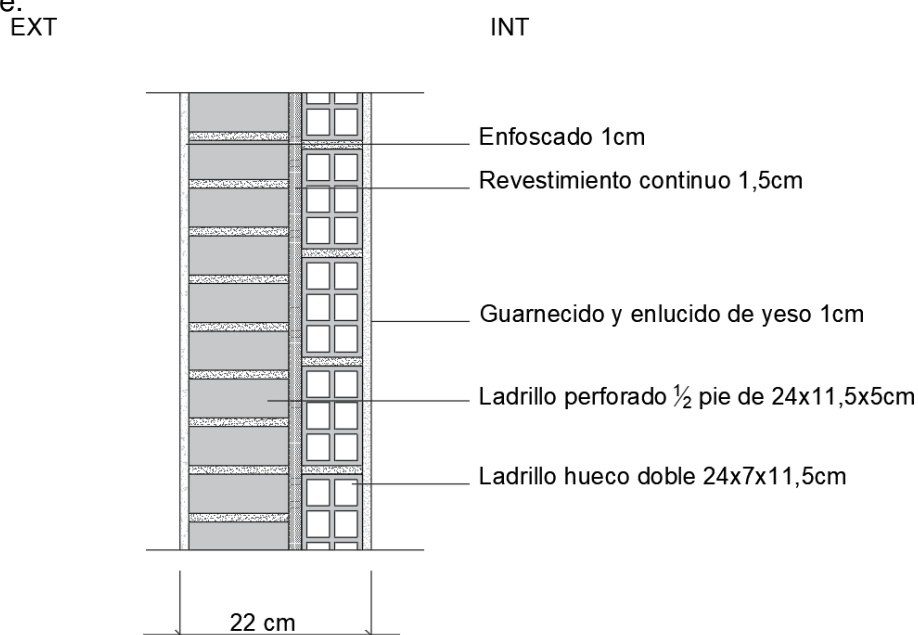 e.
EXT
INT
Enfoscado 1cm
Revestimiento continuo 1,5cm
Guarnecido y enlucido de yeso 1cm
Ladrillo perforado ½ pie de 24x11,5x5cm
Ladrillo hueco doble 24x7x11,5cm
22 cm